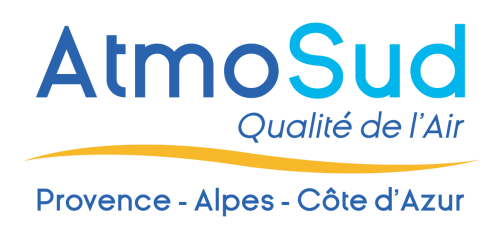 AtmoSud
Qualité de l'Air
Provence - Alpes - Côte d'Azur